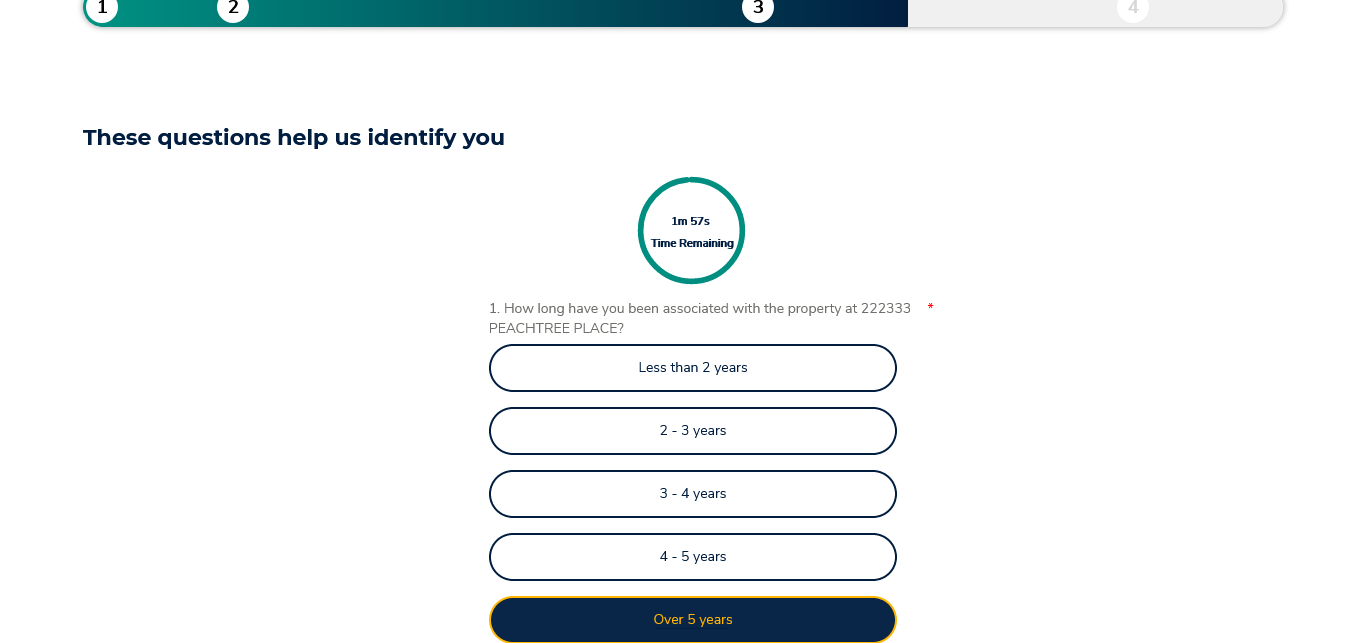 1 2 3 4
These questions help us identify you
1m 57s
Time Remaining
1. How long have you been associated with the property at 222333 *
PEACHTREE PLACE?
Less than 2 years
2 - 3 years
3 - 4 years
4 - 5 years
Over 5 years